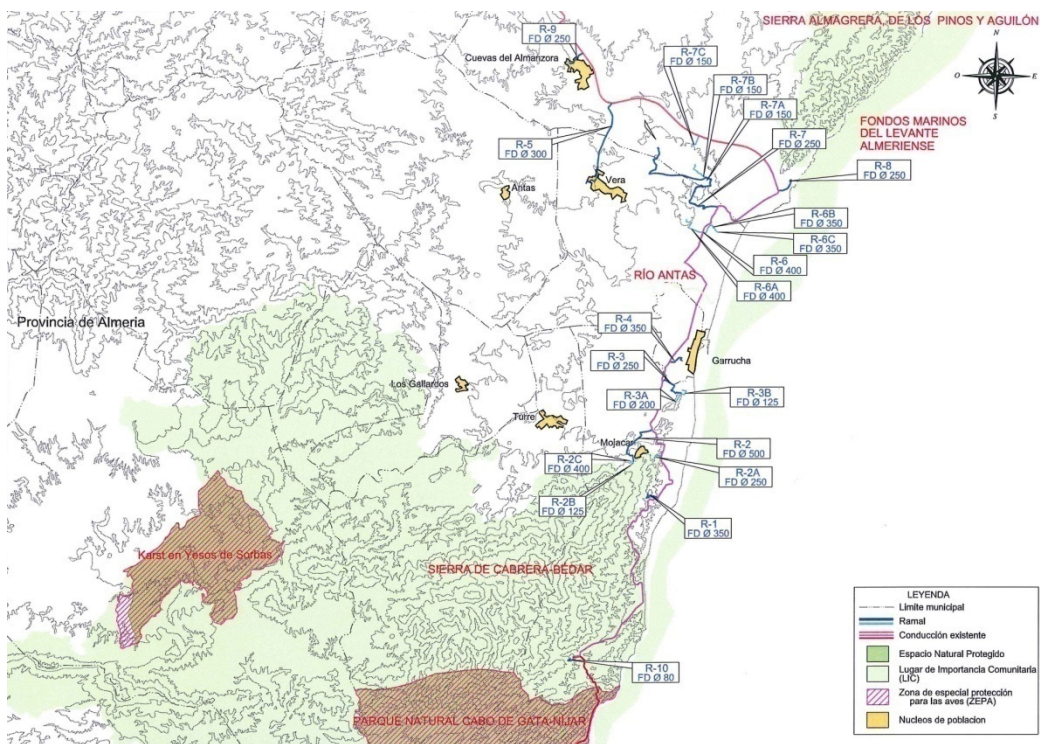 SIERRA ALMAGRERA, DE LOS PINOS Y AGUILÓN
N
O
E
S
R-9
FD Ø 250
Cuevas del Almanzora
R-7C
FD Ø 150
R-7B
FD Ø 150
R-7A
FD Ø 150
R-7
FD Ø 250
FONDOS MARINOS
DEL LEVANTE
ALMERIENSE
R-5
FD Ø 300
R-8
FD Ø 250
Antas
Vera
R-6B
FD Ø 350
R-6C
FD Ø 350
R-6
FD Ø 400
R-6A
FD Ø 400
RÍO ANTAS
Provincia de Almeria
R-4
FD Ø 350
Garrucha
R-3
FD Ø 250
Los Gallardos
R-3A
FD Ø 200
R-3B
FD Ø 125
Turre
Mojacar
R-2
FD Ø 500
R-2C
FD Ø 400
R-2A
FD Ø 250
R-2B
FD Ø 125
R-1
FD Ø 350
Karst en Yesos de Sorbas
SIERRA DE CABRERA-BÉDAR
R-10
FD Ø 80
PARQUE NATURAL CABO DE GATA-NÍJAR
LEYENDA
Limite municipal
Ramal
Conducción existente
Espacio Natural Protegido
Lugar de Importancia Comunitaria
(LIC)
Zona de especial protección
para las aves (ZEPA)
Nucleos de poblacion